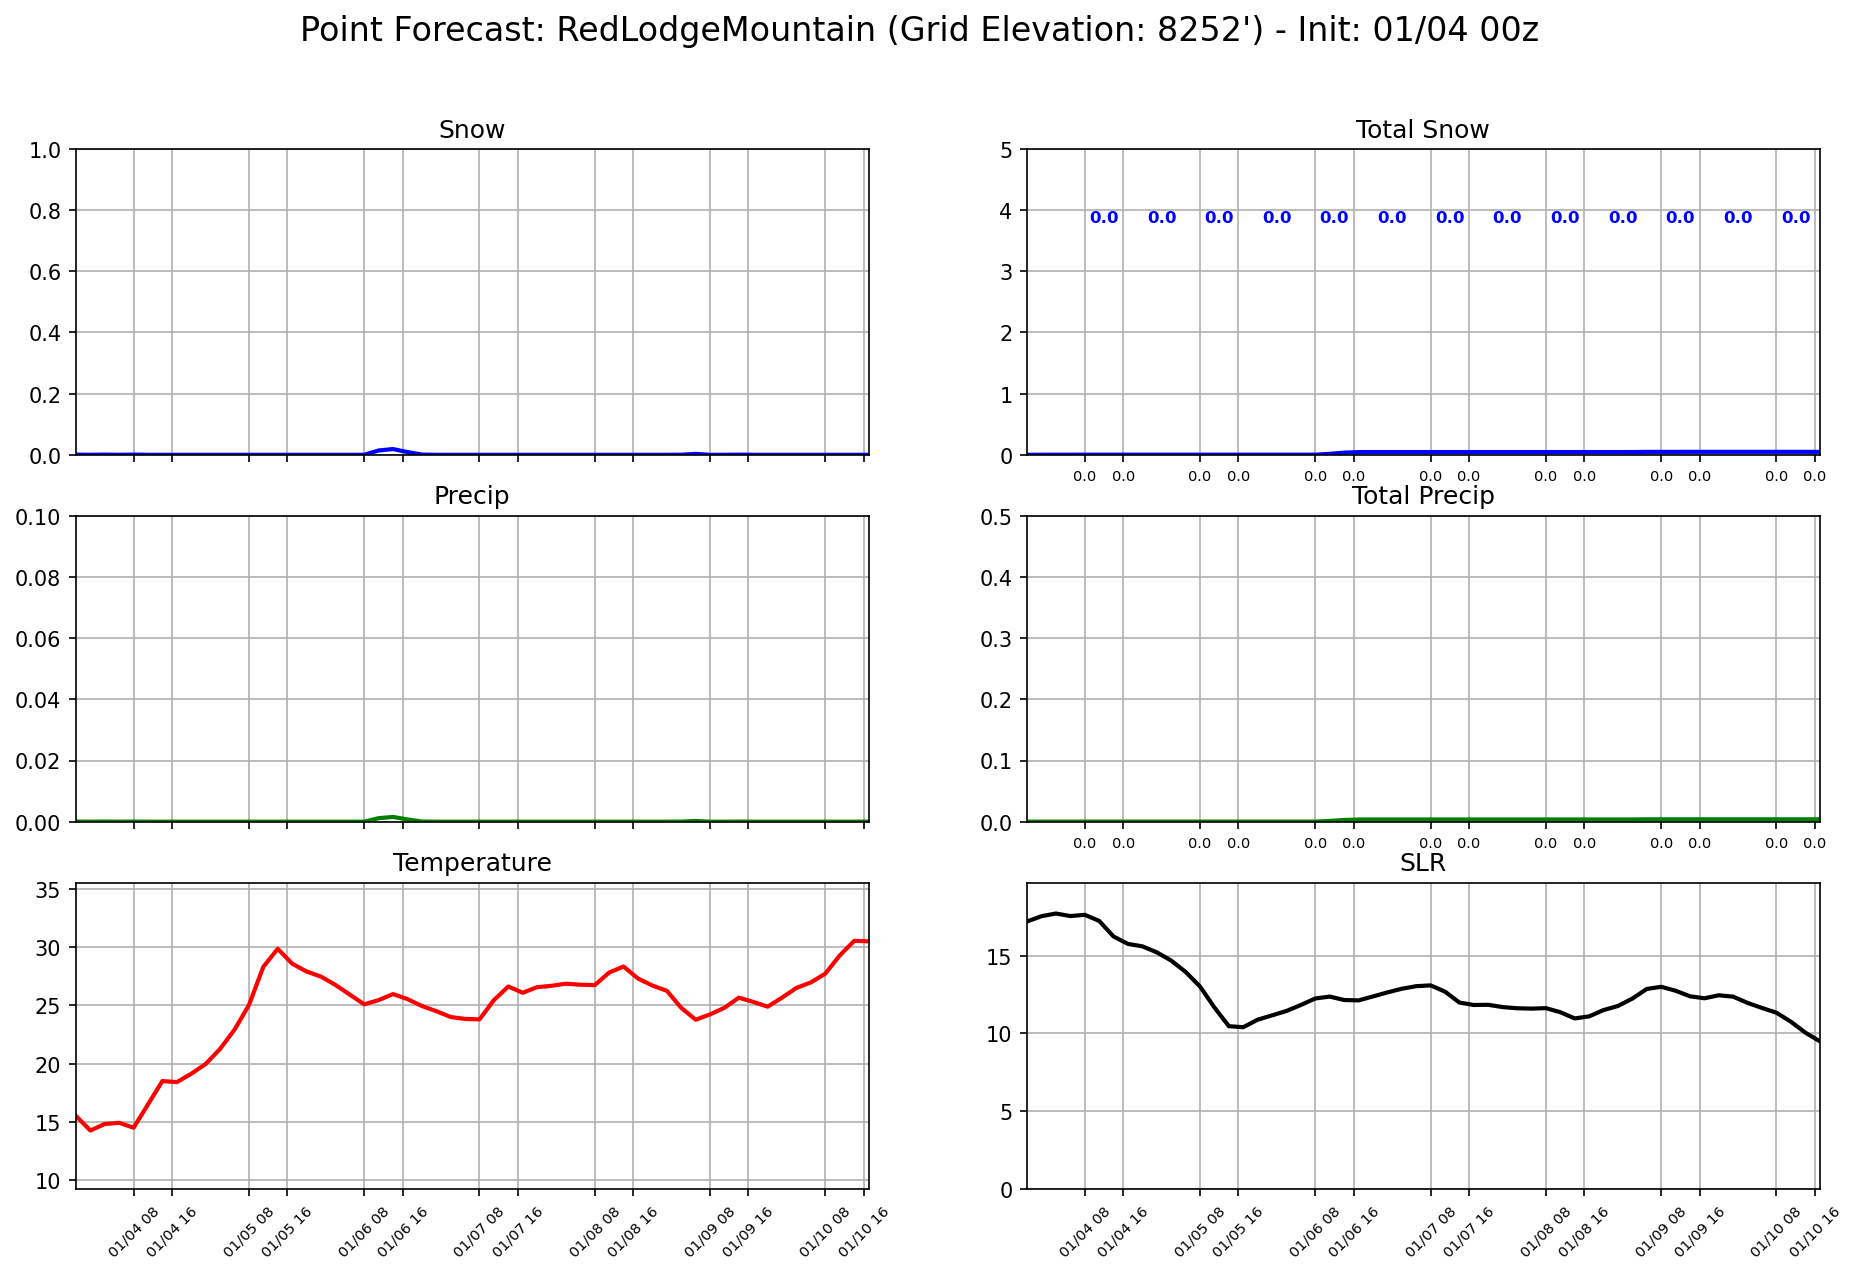 Point Forecast: RedLodgeMountain (Grid Elevation: 8252') - Init: 01/04 00z
Snow
1.0
0.8
0.6
0.4
0.2
0.0
Total Snow
5
4
3
2
1
0
0.0 0.0 0.0 0.0 0.0 0.0 0.0 0.0 0.0 0.0 0.0 0.0 0.0
0.0 0.0 0.0 0.0 0.0 0.0 0.0 0.0 0.0 0.0 0.0 0.0 0.0 0.0
Precip
0.10
0.08
0.06
0.04
0.02
0.00
Total Precip
0.5
0.4
0.3
0.2
0.1
0.0
0.0 0.0 0.0 0.0 0.0 0.0 0.0 0.0 0.0 0.0 0.0 0.0 0.0 0.0
Temperature
35
30
25
20
15
10
01/04 08 01/04 16 01/05 08 01/05 16 01/06 08 01/06 16 01/07 08 01/07 16 01/08 08 01/08 16 01/09 08 01/09 16 01/10 08 01/10 16
SLR
15
10
5
0
01/04 08 01/04 16 01/05 08 01/05 16 01/06 08 01/06 16 01/07 08 01/07 16 01/08 08 01/08 16 01/09 08 01/09 16 01/10 08 01/10 16